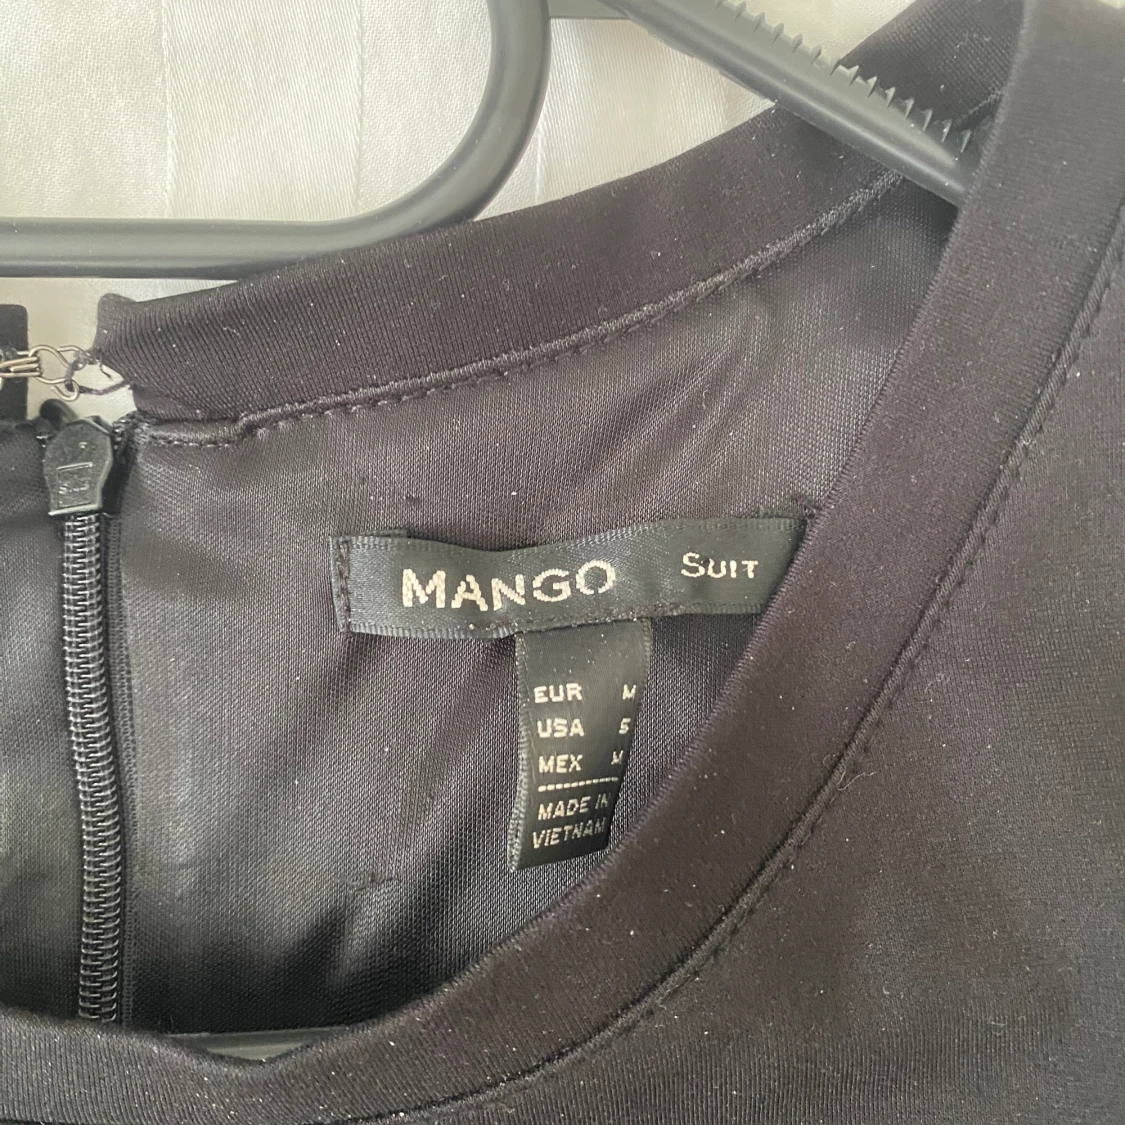 MANGO SUIT
EUR M
USA S
MEX M
MADE IN
VIETNAM